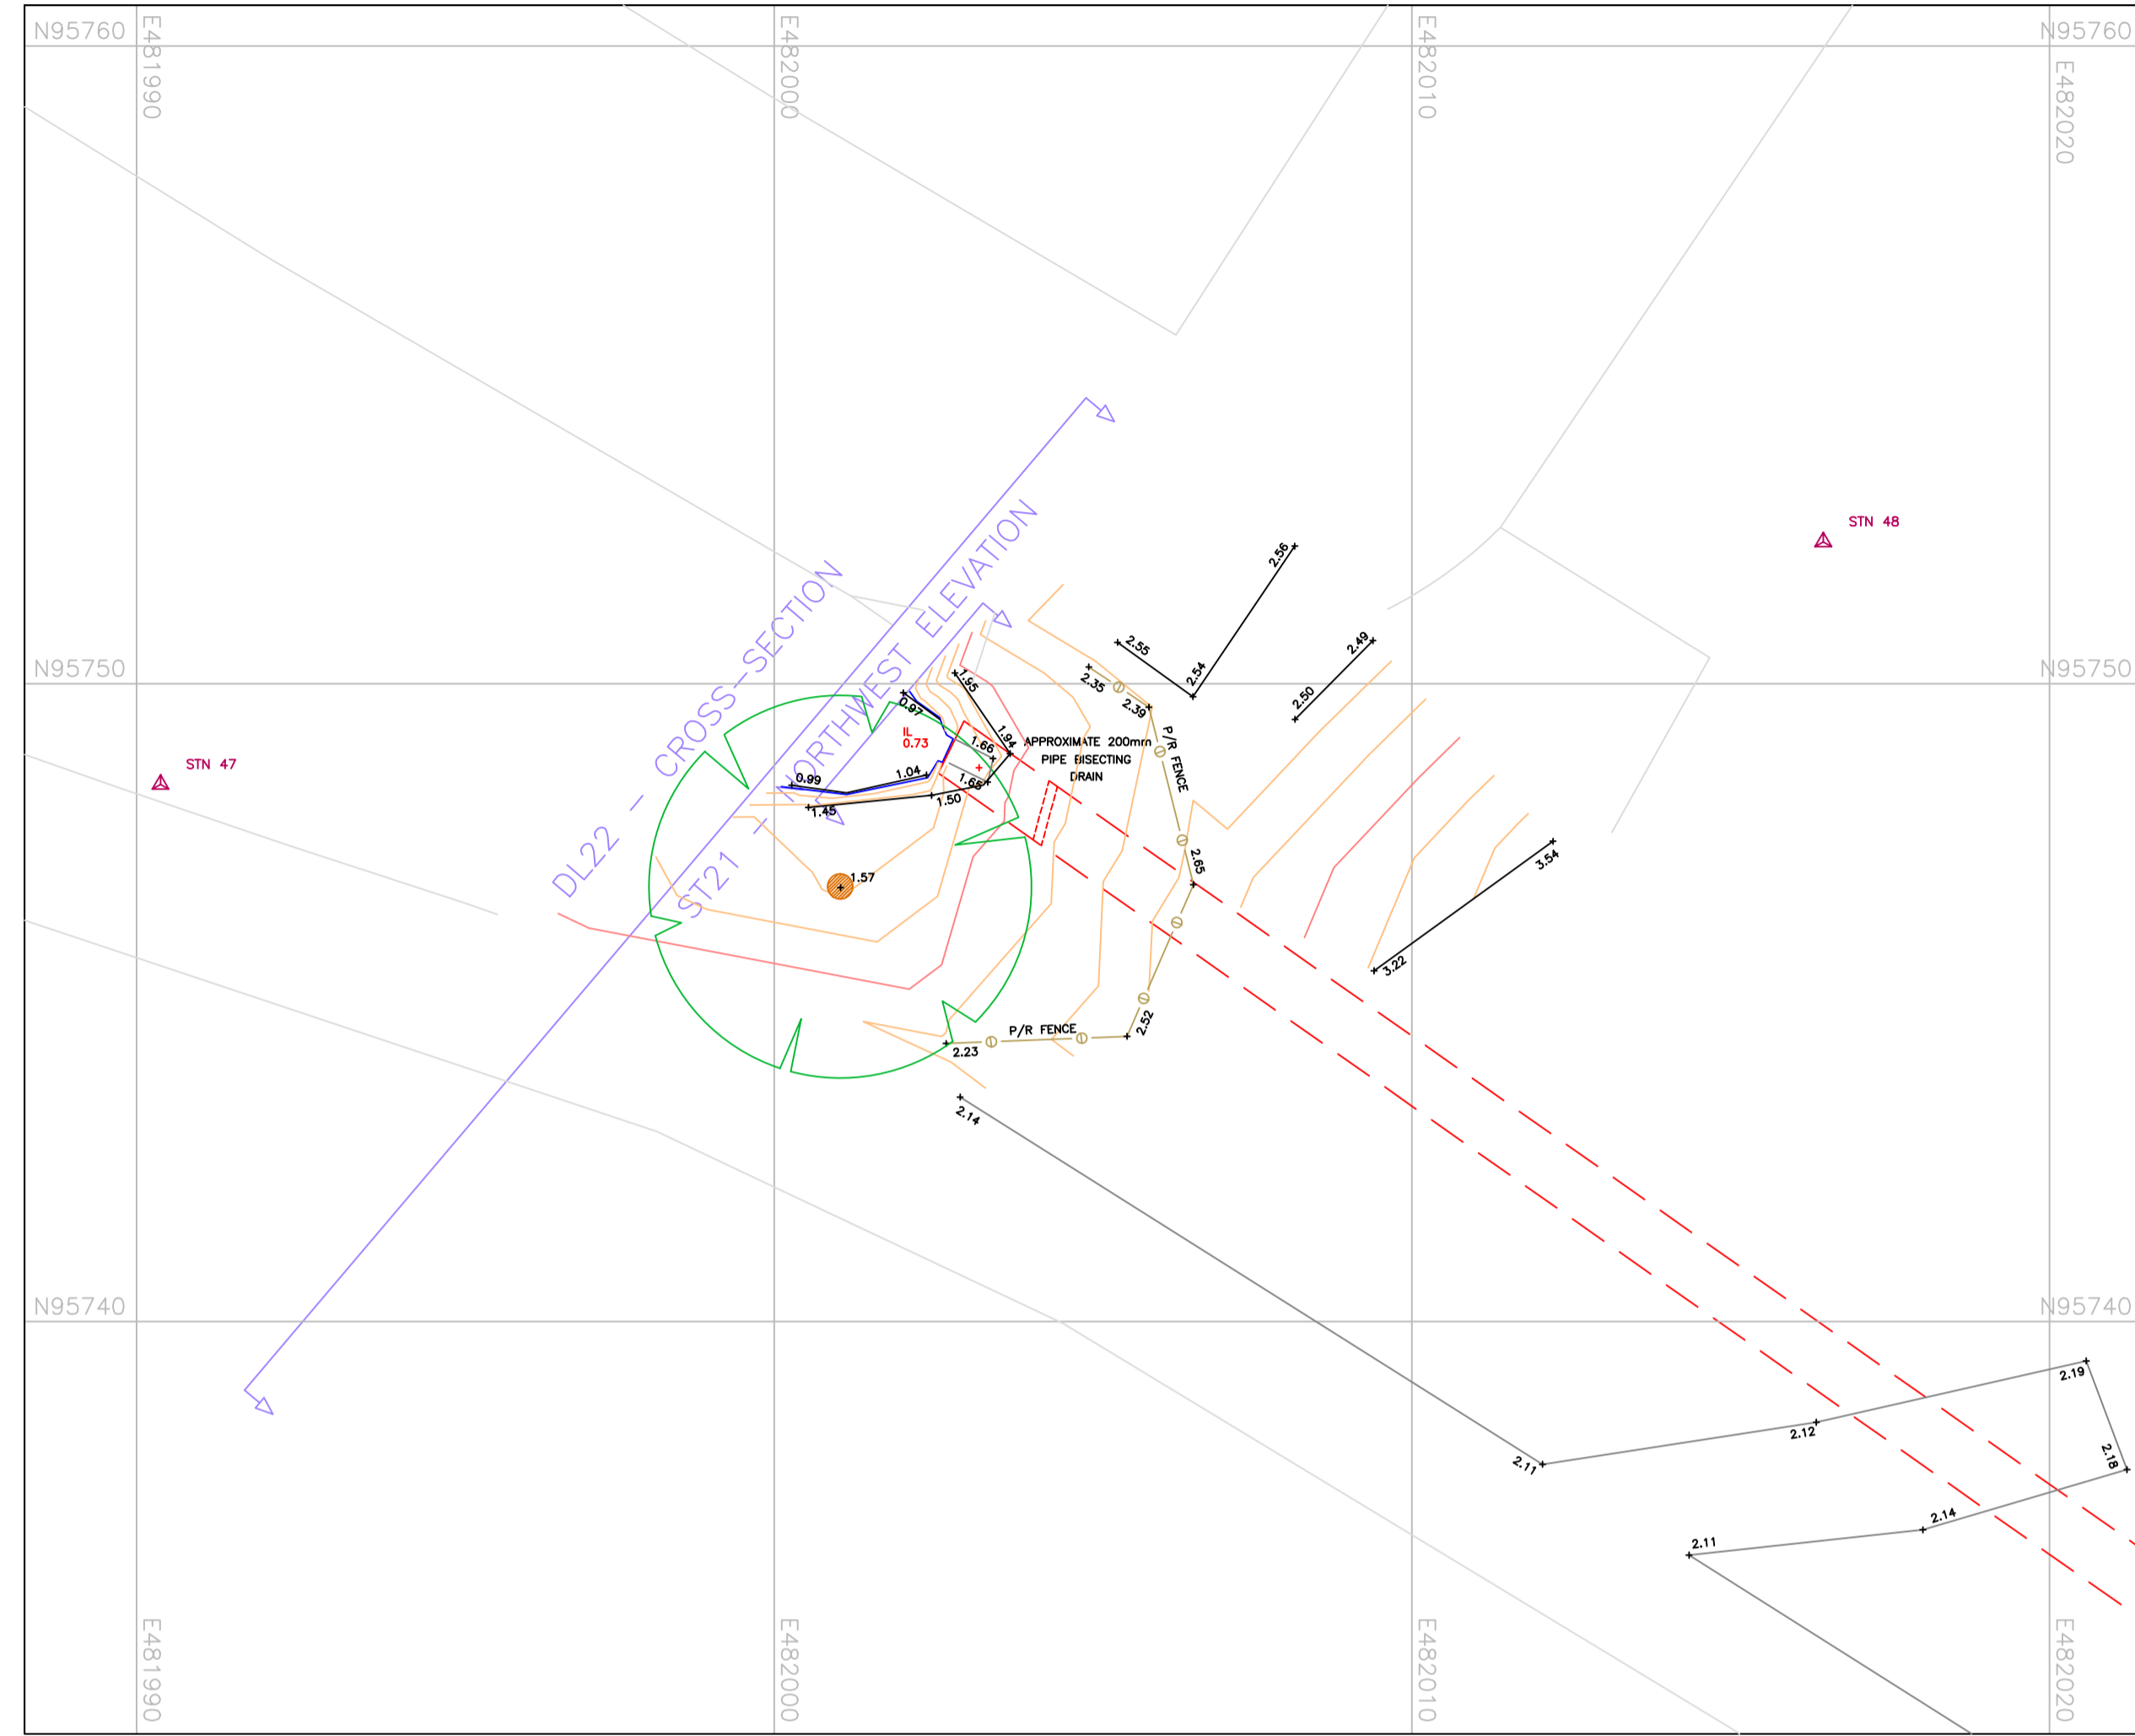 N95760
E481990
E482000
E482010
N95760
E482020
STN 48
2.56
DL22 - CROSS-SECTION
ST21 - NORTHWEST ELEVATION
2.55
2.54
2.49
2.50
N95750
N95750
1.95
2.35
2.39
0.97
IL
0.73
1.94
1.66
APPROXIMATE 200mm
PIPE BISECTING
DRAIN
P/R FENCE
STN 47
0.99
1.04
1.65
1.45
1.50
2.65
3.54
1.57
3.22
P/R FENCE
2.52
2.23
2.14
N95740
N95740
2.19
2.12
2.11
2.18
2.14
2.11
E481990
E482000
E482010
E482020